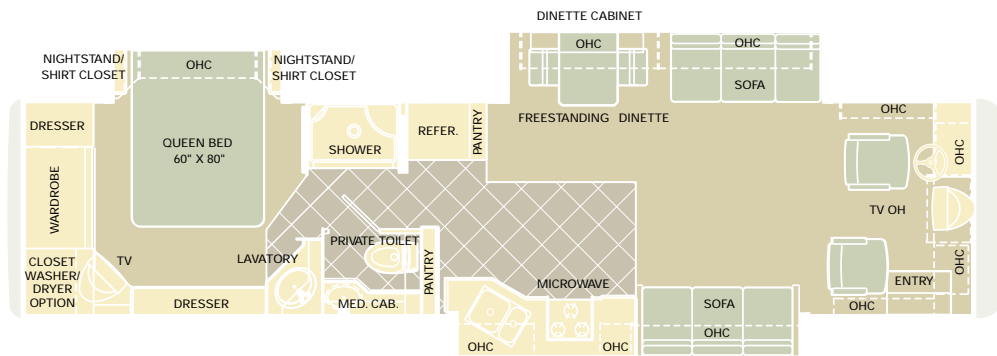 DINETTE CABINET
NIGHTSTAND/
SHIRT CLOSET
OHC
NIGHTSTAND/
SHIRT CLOSET
OHC
OHC
SOFA
DRESSER
QUEEN BED
60" X 80"
SHOWER
REFER.
PANTRY
FREESTANDING DINETTE
OHC
OHC
WARDROBE
TV OH
PRIVATE TOILET
CLOSET
WASHER/
DRYER
OPTION
TV
LAVATORY
PANTRY
MICROWAVE
ENTRY
OHC
DRESSER
MED. CAB.
SOFA
OHC
OHC
OHC
OHC